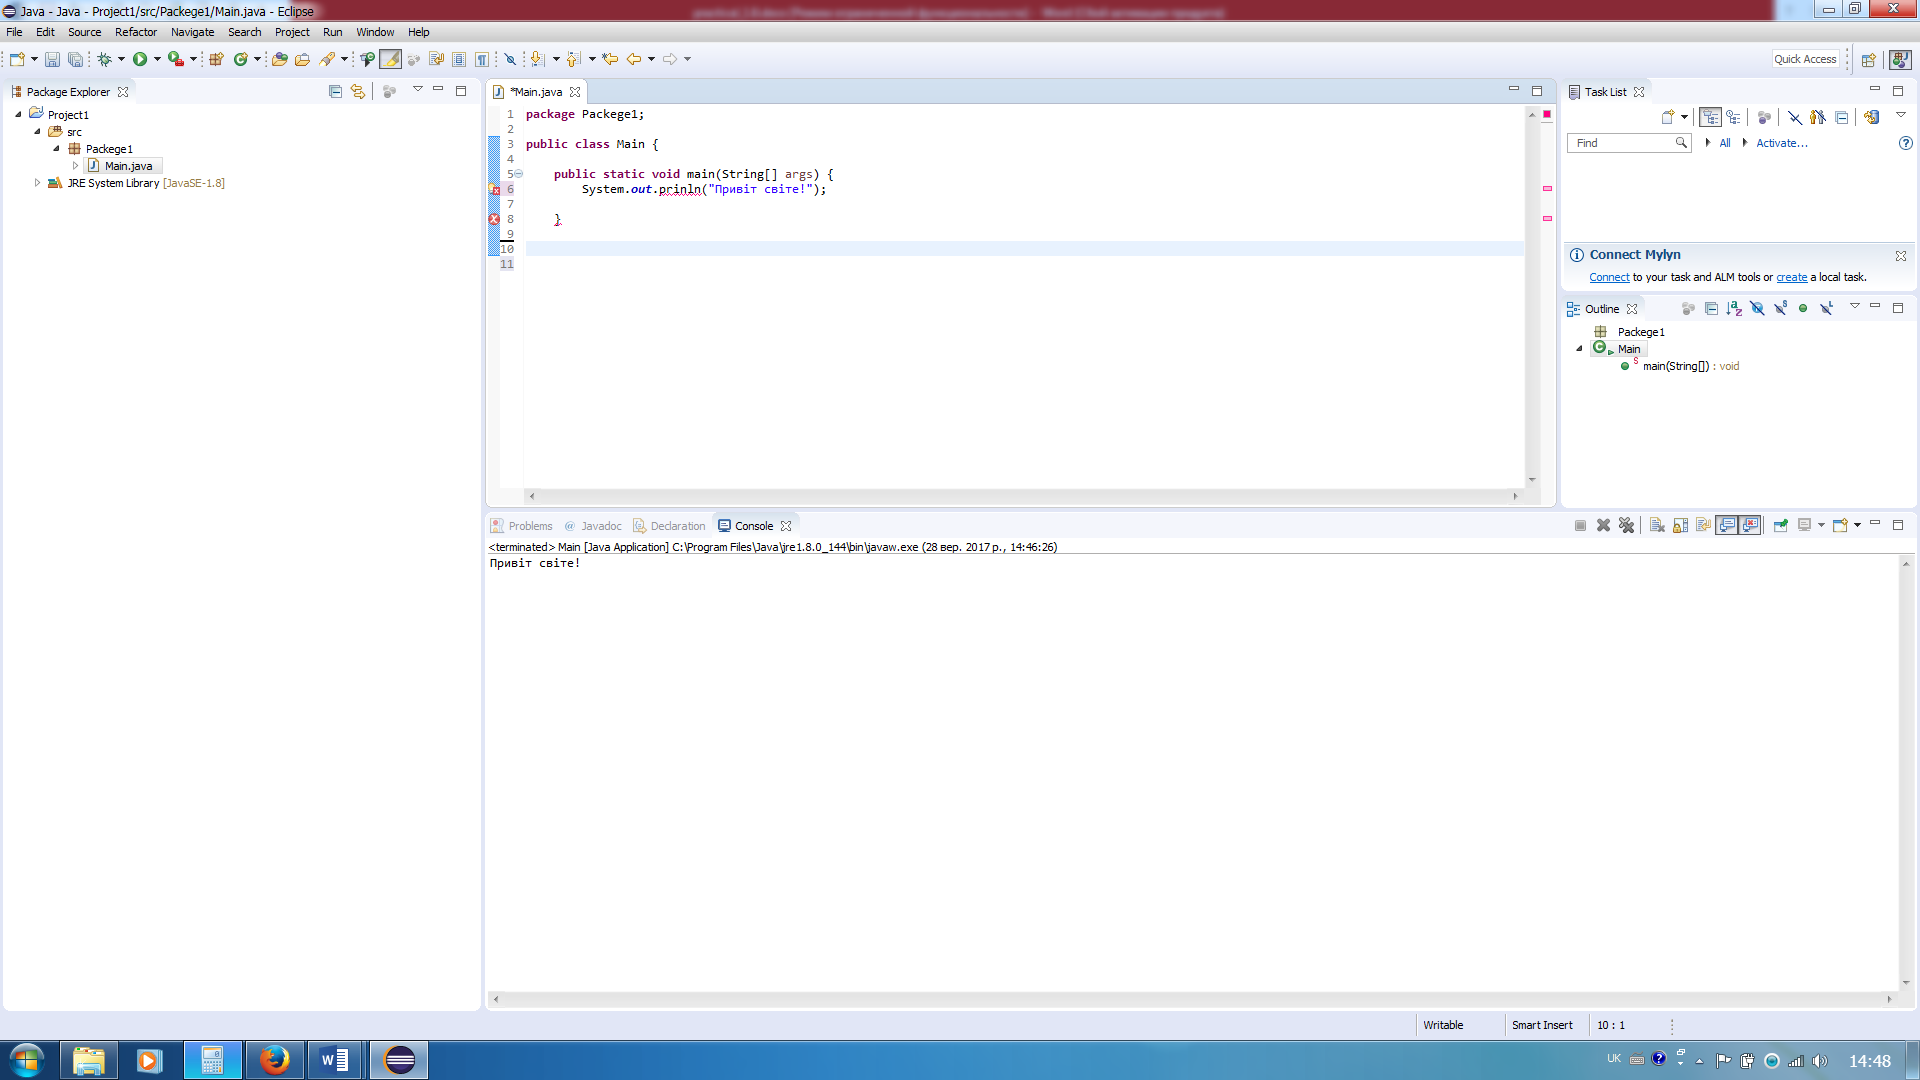 Java - Java - Project1/src/Packege1/Main.java - Eclipse
File Edit Source Refactor Navigate Search Project Run Window Help
Quick Access
Package Explorer
Project1
src
Packege1
Main.java
JRE System Library [JavaSE-1.8]
*Main.java
1 package Packege1;
2
3 public class Main {
4
5 public static void main(String[] args) {
6 System.out.prinln("Привіт світе!");
7
8 }
9
10
11
Task List
Find
All
Activate...
Connect Mylyn
Connect to your task and ALM tools or create a local task.
Outline
Packege1
Main
main(String[]) : void
Problems @ Javadoc Declaration Console
<terminated> Main [Java Application] C:\Program Files\Java\jre1.8.0_144\bin\javaw.exe (28 вер. 2017 р., 14:46:26)
Привіт світе!
Writable Smart Insert 10 : 1
UK 14:48